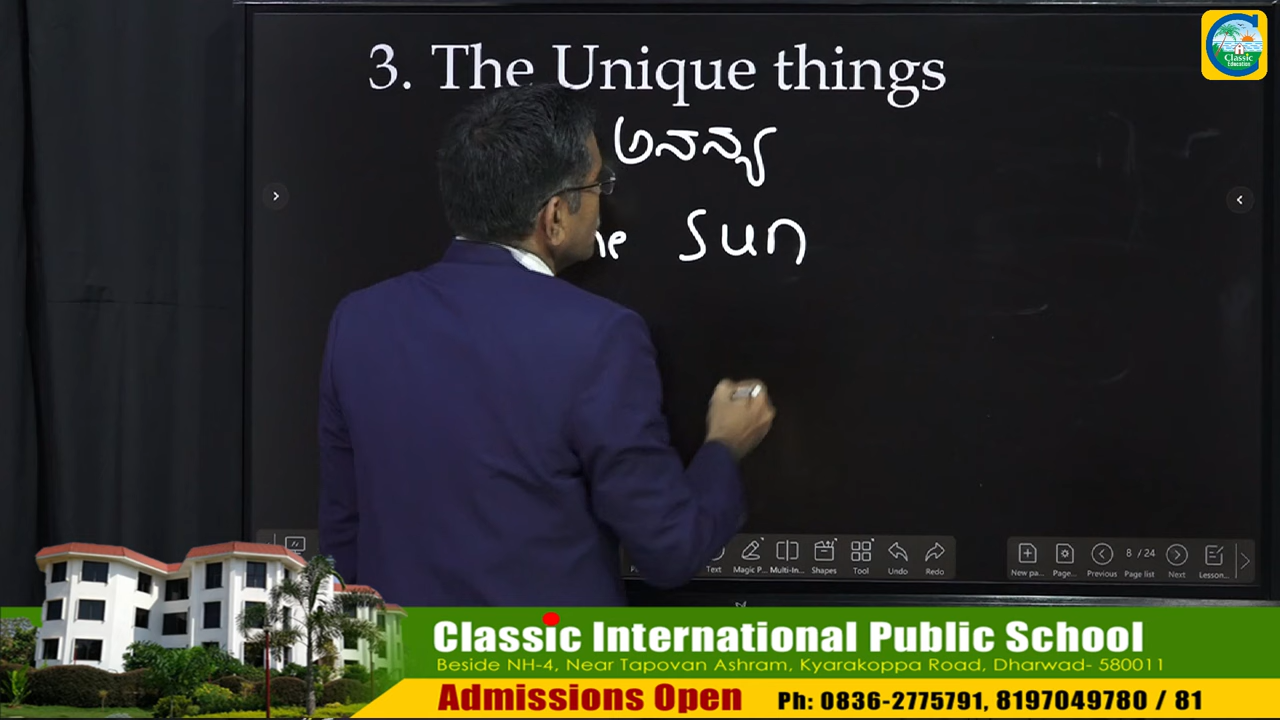 3. The Unique things
ಅನನ್ಯ
Sun
Text
Shapes
Tool
Undo
Redo
New pa...
Page...
Previous
8 / 24
Page list
Next
Lesson...
Magic P...
Multi-In...
Classic
Education
Classic International Public School
Beside NH-4, Near Tapovan Ashram, Kyarakoppa Road, Dharwad- 580011
Admissions Open
Ph: 0836-2775791, 8197049780 / 81